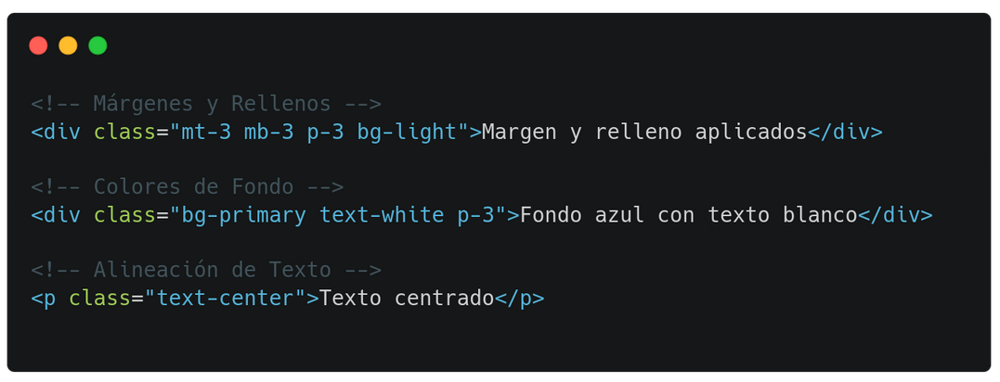 <!-- Márgenes y Rellenos -->
<div class="mt-3 mb-3 p-3 bg-light">Margen y relleno aplicados</div>
<!-- Colores de Fondo -->
<div class="bg-primary text-white p-3">Fondo azul con texto blanco</div>
<!-- Alineación de Texto -->
<p class="text-center">Texto centrado</p>